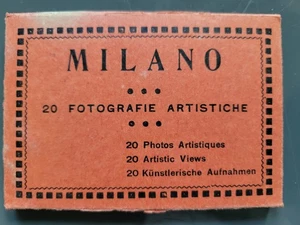 MILANO
20 FOTOGRAFIE ARTISTICHE
20 Photos Artistiques
20 Artistic Views
20 Künstlerische Aufnahmen